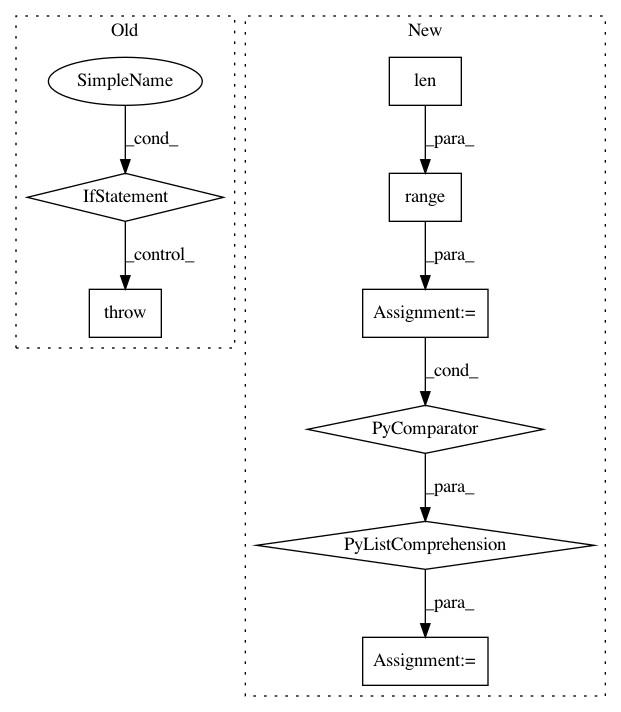 Old
SimpleName
_cond_
IfStatement
_control_
throw
New
len
_para_
range
_para_
Assignment:=
_cond_
PyComparator
_para_
PyListComprehension
_para_
Assignment:=